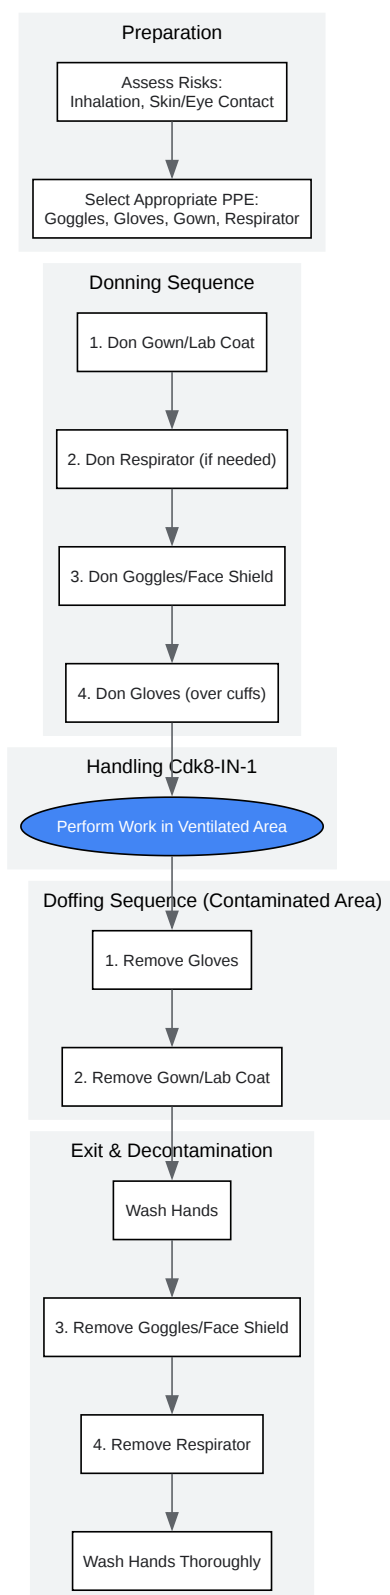 Preparation
Assess Risks:
Inhalation, Skin/Eye Contact
Select Appropriate PPE:
Goggles, Gloves, Gown, Respirator
Donning Sequence
1. Don Gown/Lab Coat
2. Don Respirator (if needed)
3. Don Goggles/Face Shield
4. Don Gloves (over cuffs)
Handling Cdk8-IN-1
Perform Work in Ventilated Area
Doffing Sequence (Contaminated Area)
1. Remove Gloves
2. Remove Gown/Lab Coat
Exit & Decontamination
Wash Hands
3. Remove Goggles/Face Shield
4. Remove Respirator
Wash Hands Thoroughly